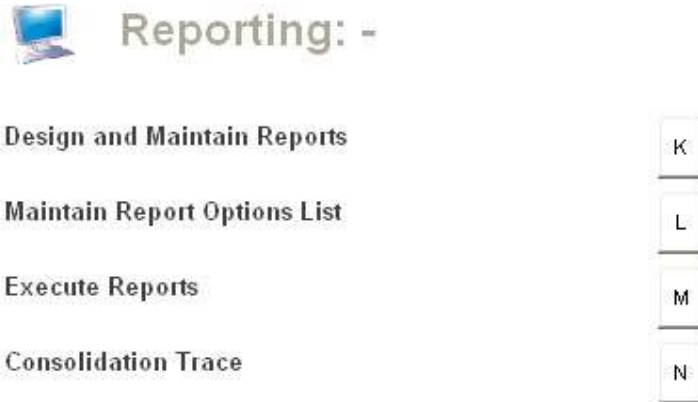 Reporting: -
Design and Maintain Reports K
Maintain Report Options List L
Execute Reports M
Consolidation Trace N